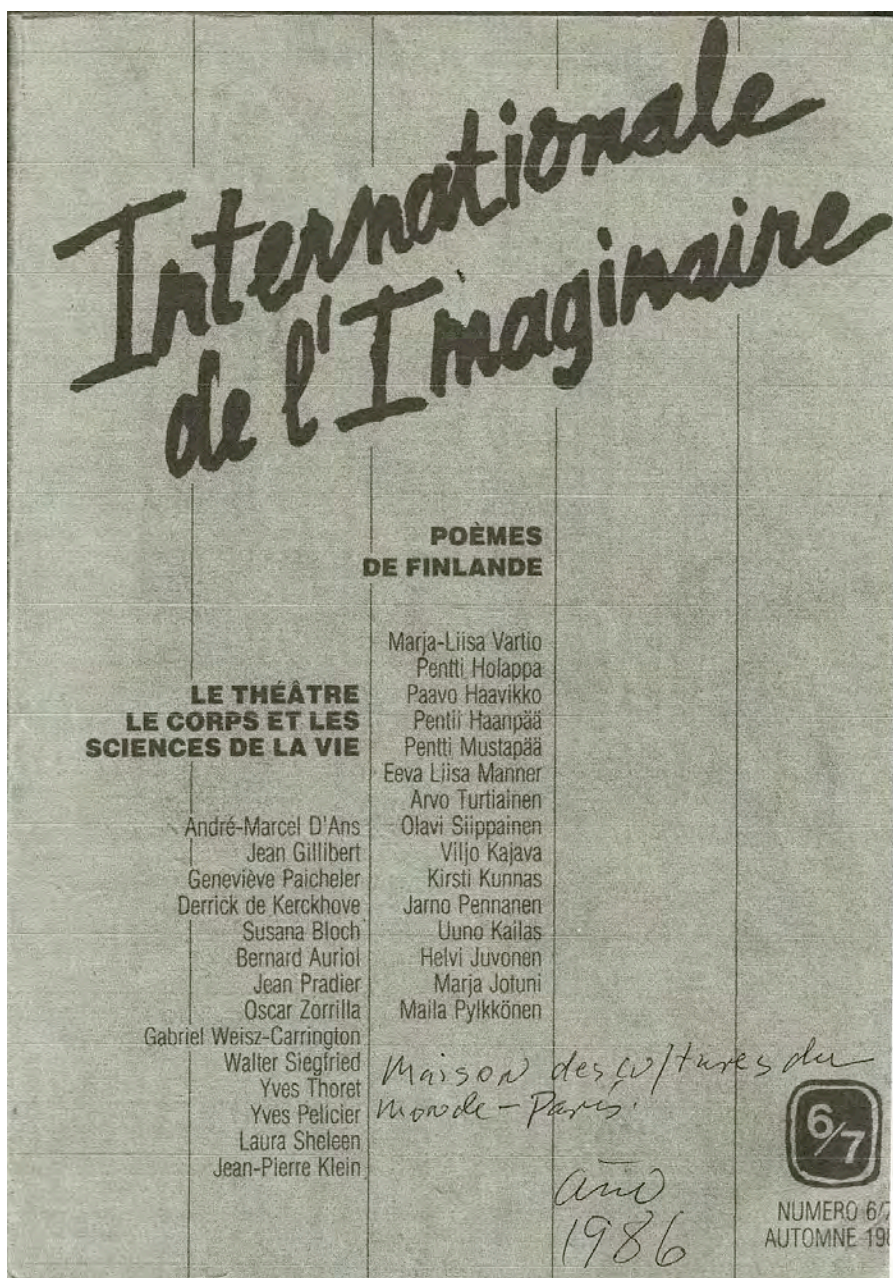 Internationale
de l'Imaginaire
POÈMES
DE FINLANDE
Marja-Liisa Vartio
Pentti Holappa
Paavo Haavikko
Pentii Haanpää
Pentti Mustapää
Eeva Liisa Manner
Arvo Turtiainen
Olavi Siippainen
Viljo Kajava
Kirsti Kunnas
Jarno Pennanen
Uuno Kailas
Helvi Juvonen
Marja Jotuni
Maila Pylkkönen
LE THÉÂTRE
LE CORPS ET LES
SCIENCES DE LA VIE
André-Marcel D'Ans
Jean Gillibert
Geneviève Paicheler
Derrick de Kerckhove
Susana Bloch
Bernard Auriol
Jean Pradier
Oscar Zorrilla
Gabriel Weisz-Carrington
Walter Siegfried
Yves Thoret
Yves Pelicier
Laura Sheleen
Jean-Pierre Klein
Maison des cultures du
monde - Paris.
año
1986
6/7
NUMERO 6/7
AUTOMNE 198